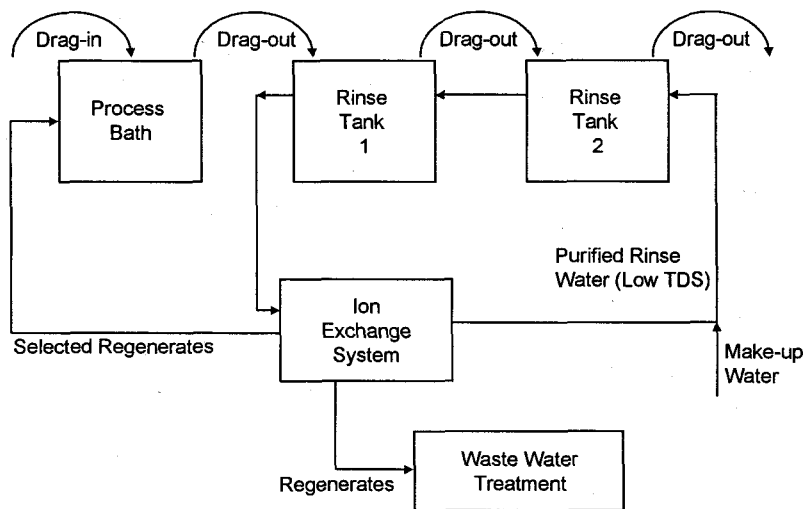 Drag-in
Drag-out
Drag-out
Drag-out
Process
Bath
Rinse
Tank
1
Rinse
Tank
2
Purified Rinse
Water (Low TDS)
Ion
Exchange
System
Selected Regenerates
Make-up
Water
Regenerates
Waste Water
Treatment